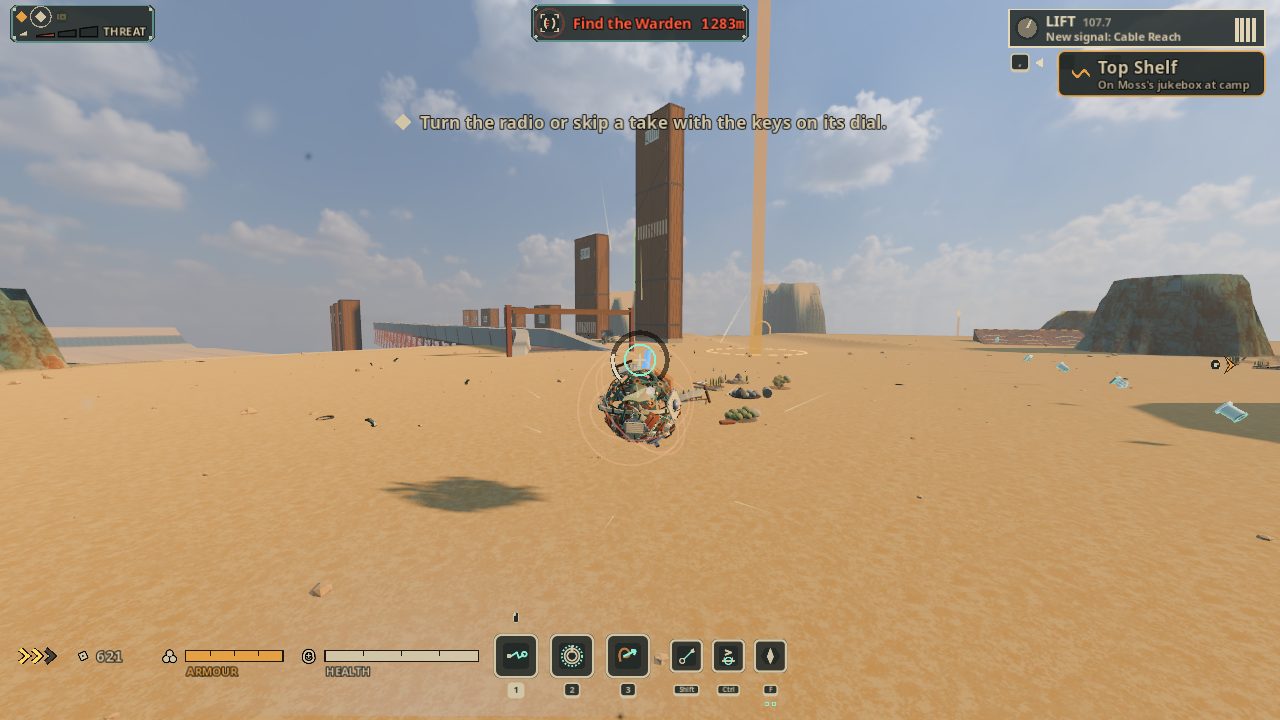 THREAT
Find the Warden 1283m
LIFT 107.7
New signal: Cable Reach
Top Shelf
On Moss's jukebox at camp
Turn the radio or skip a take with the keys on its dial.
621
ARMOUR
HEALTH
1
2
3
Shift
Ctrl
F